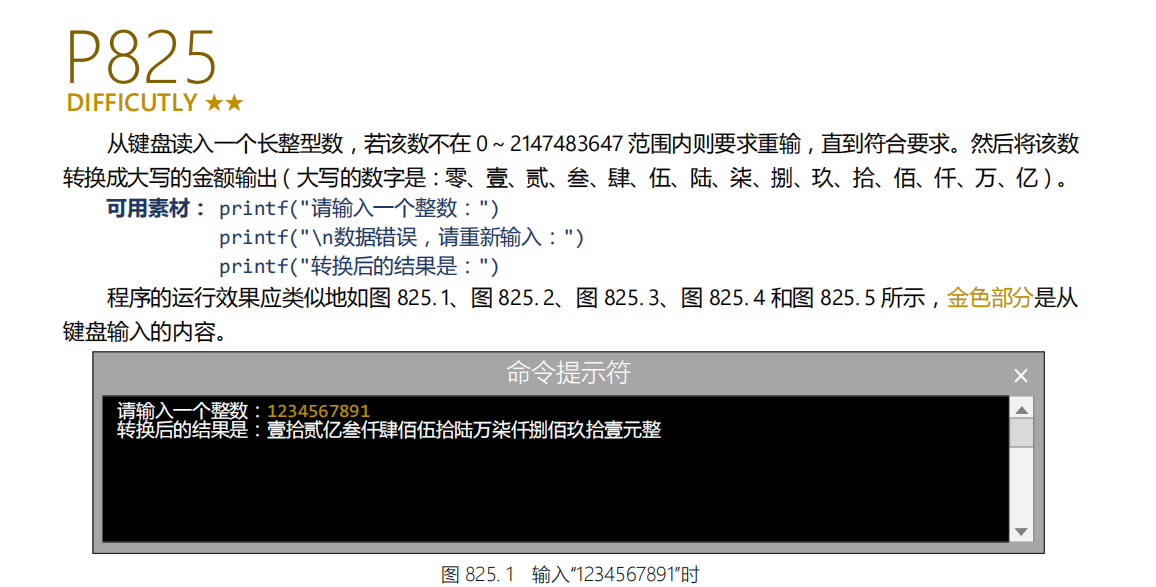 P825
DIFFICUTLY ★★
从键盘读入一个长整型数，若该数不在 0～2147483647 范围内则要求重输，直到符合要求。然后将该数
转换成大写的金额输出（大写的数字是：零、壹、贰、叁、肆、伍、陆、柒、捌、玖、拾、佰、仟、万、亿）。
可用素材： printf("请输入一个整数：")
printf("\n数据错误，请重新输入：")
printf("转换后的结果是：")
程序的运行效果应类似地如图 825.1、图 825.2、图 825.3、图 825.4 和图 825.5 所示，金色部分是从
键盘输入的内容。
命令提示符 ×
请输入一个整数：1234567891
转换后的结果是：壹拾贰亿叁仟肆佰伍拾陆万柒仟捌佰玖拾壹元整
图 825.1 输入“1234567891”时